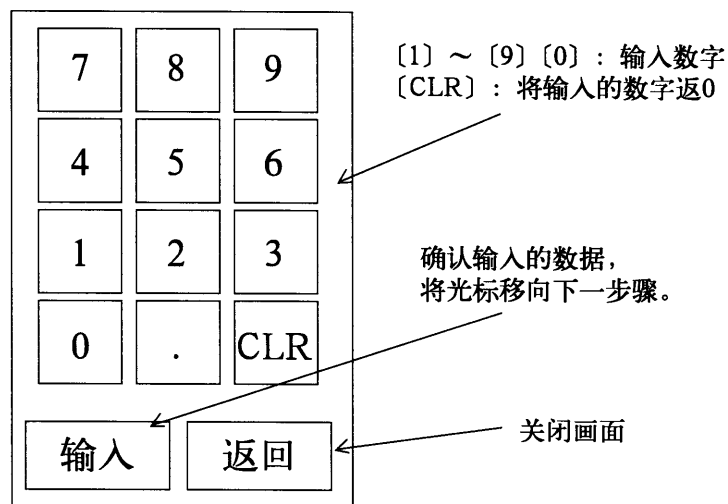 7 8 9
〔1〕～〔9〕〔0〕：输入数字
〔CLR〕：将输入的数字返0
4 5 6
1 2 3
确认输入的数据，
将光标移向下一步骤。
0 . CLR
输入 返回
关闭画面